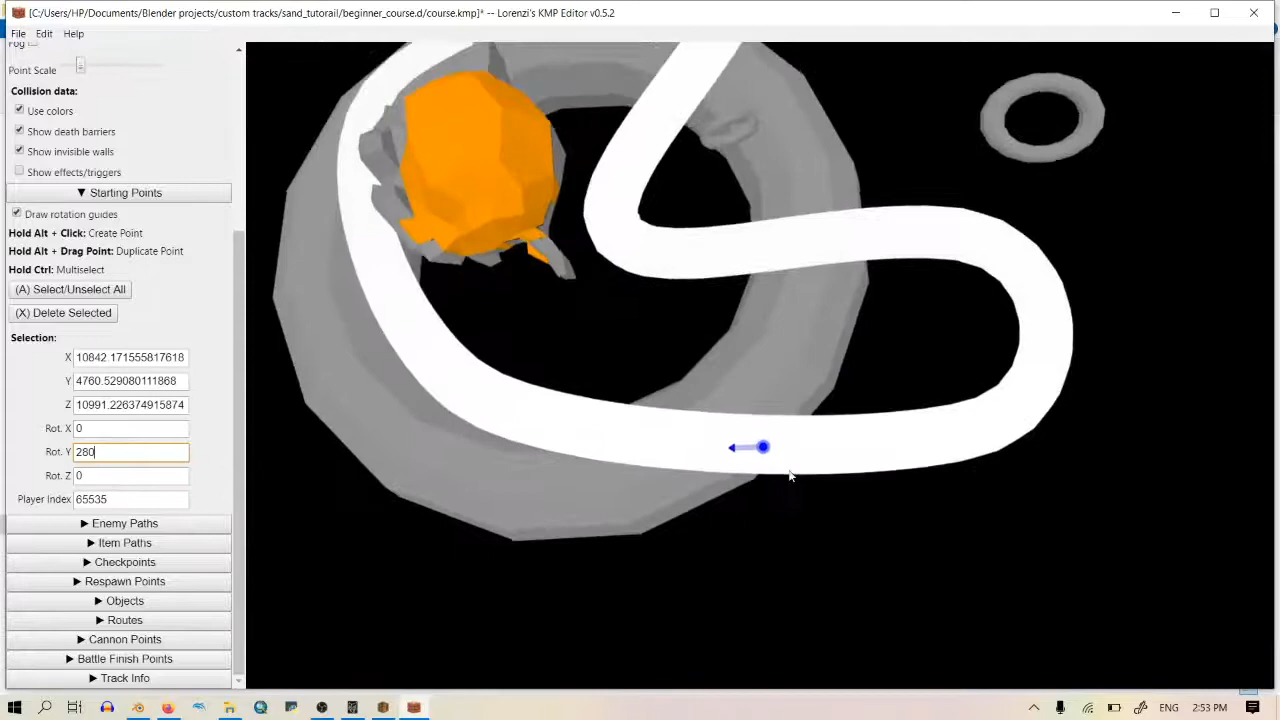 [C:/Users/HP/Documents/Blender projects/custom tracks/sand_tutorail/beginner_course.d/course.kmp]* -- Lorenzi's KMP Editor v0.5.2
File Edit Help
Fog
Point Scale
Collision data:
Use colors
Show death barriers
Show invisible walls
Show effects/triggers
▼ Starting Points
Draw rotation guides
Hold Alt + Click: Create Point
Hold Alt + Drag Point: Duplicate Point
Hold Ctrl: Multiselect
(A) Select/Unselect All
(X) Delete Selected
Selection:
X 10842.171555817618
Y 4760.529080111868
Z 10991.226374915874
Rot. X 0
Rot. Y 280
Rot. Z 0
Player Index 65535
▶ Enemy Paths
▶ Item Paths
▶ Checkpoints
▶ Respawn Points
▶ Objects
▶ Routes
▶ Cannon Points
▶ Battle Finish Points
▶ Track Info
ENG 2:53 PM